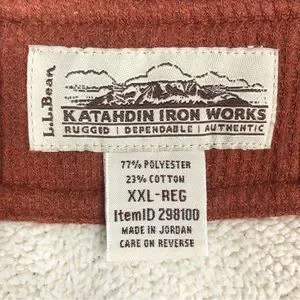 L.L.Bean
KATAHDIN IRON WORKS
RUGGED | DEPENDABLE | AUTHENTIC
77% POLYESTER
23% COTTON
XXL-REG
ItemID 298100
MADE IN JORDAN
CARE ON REVERSE